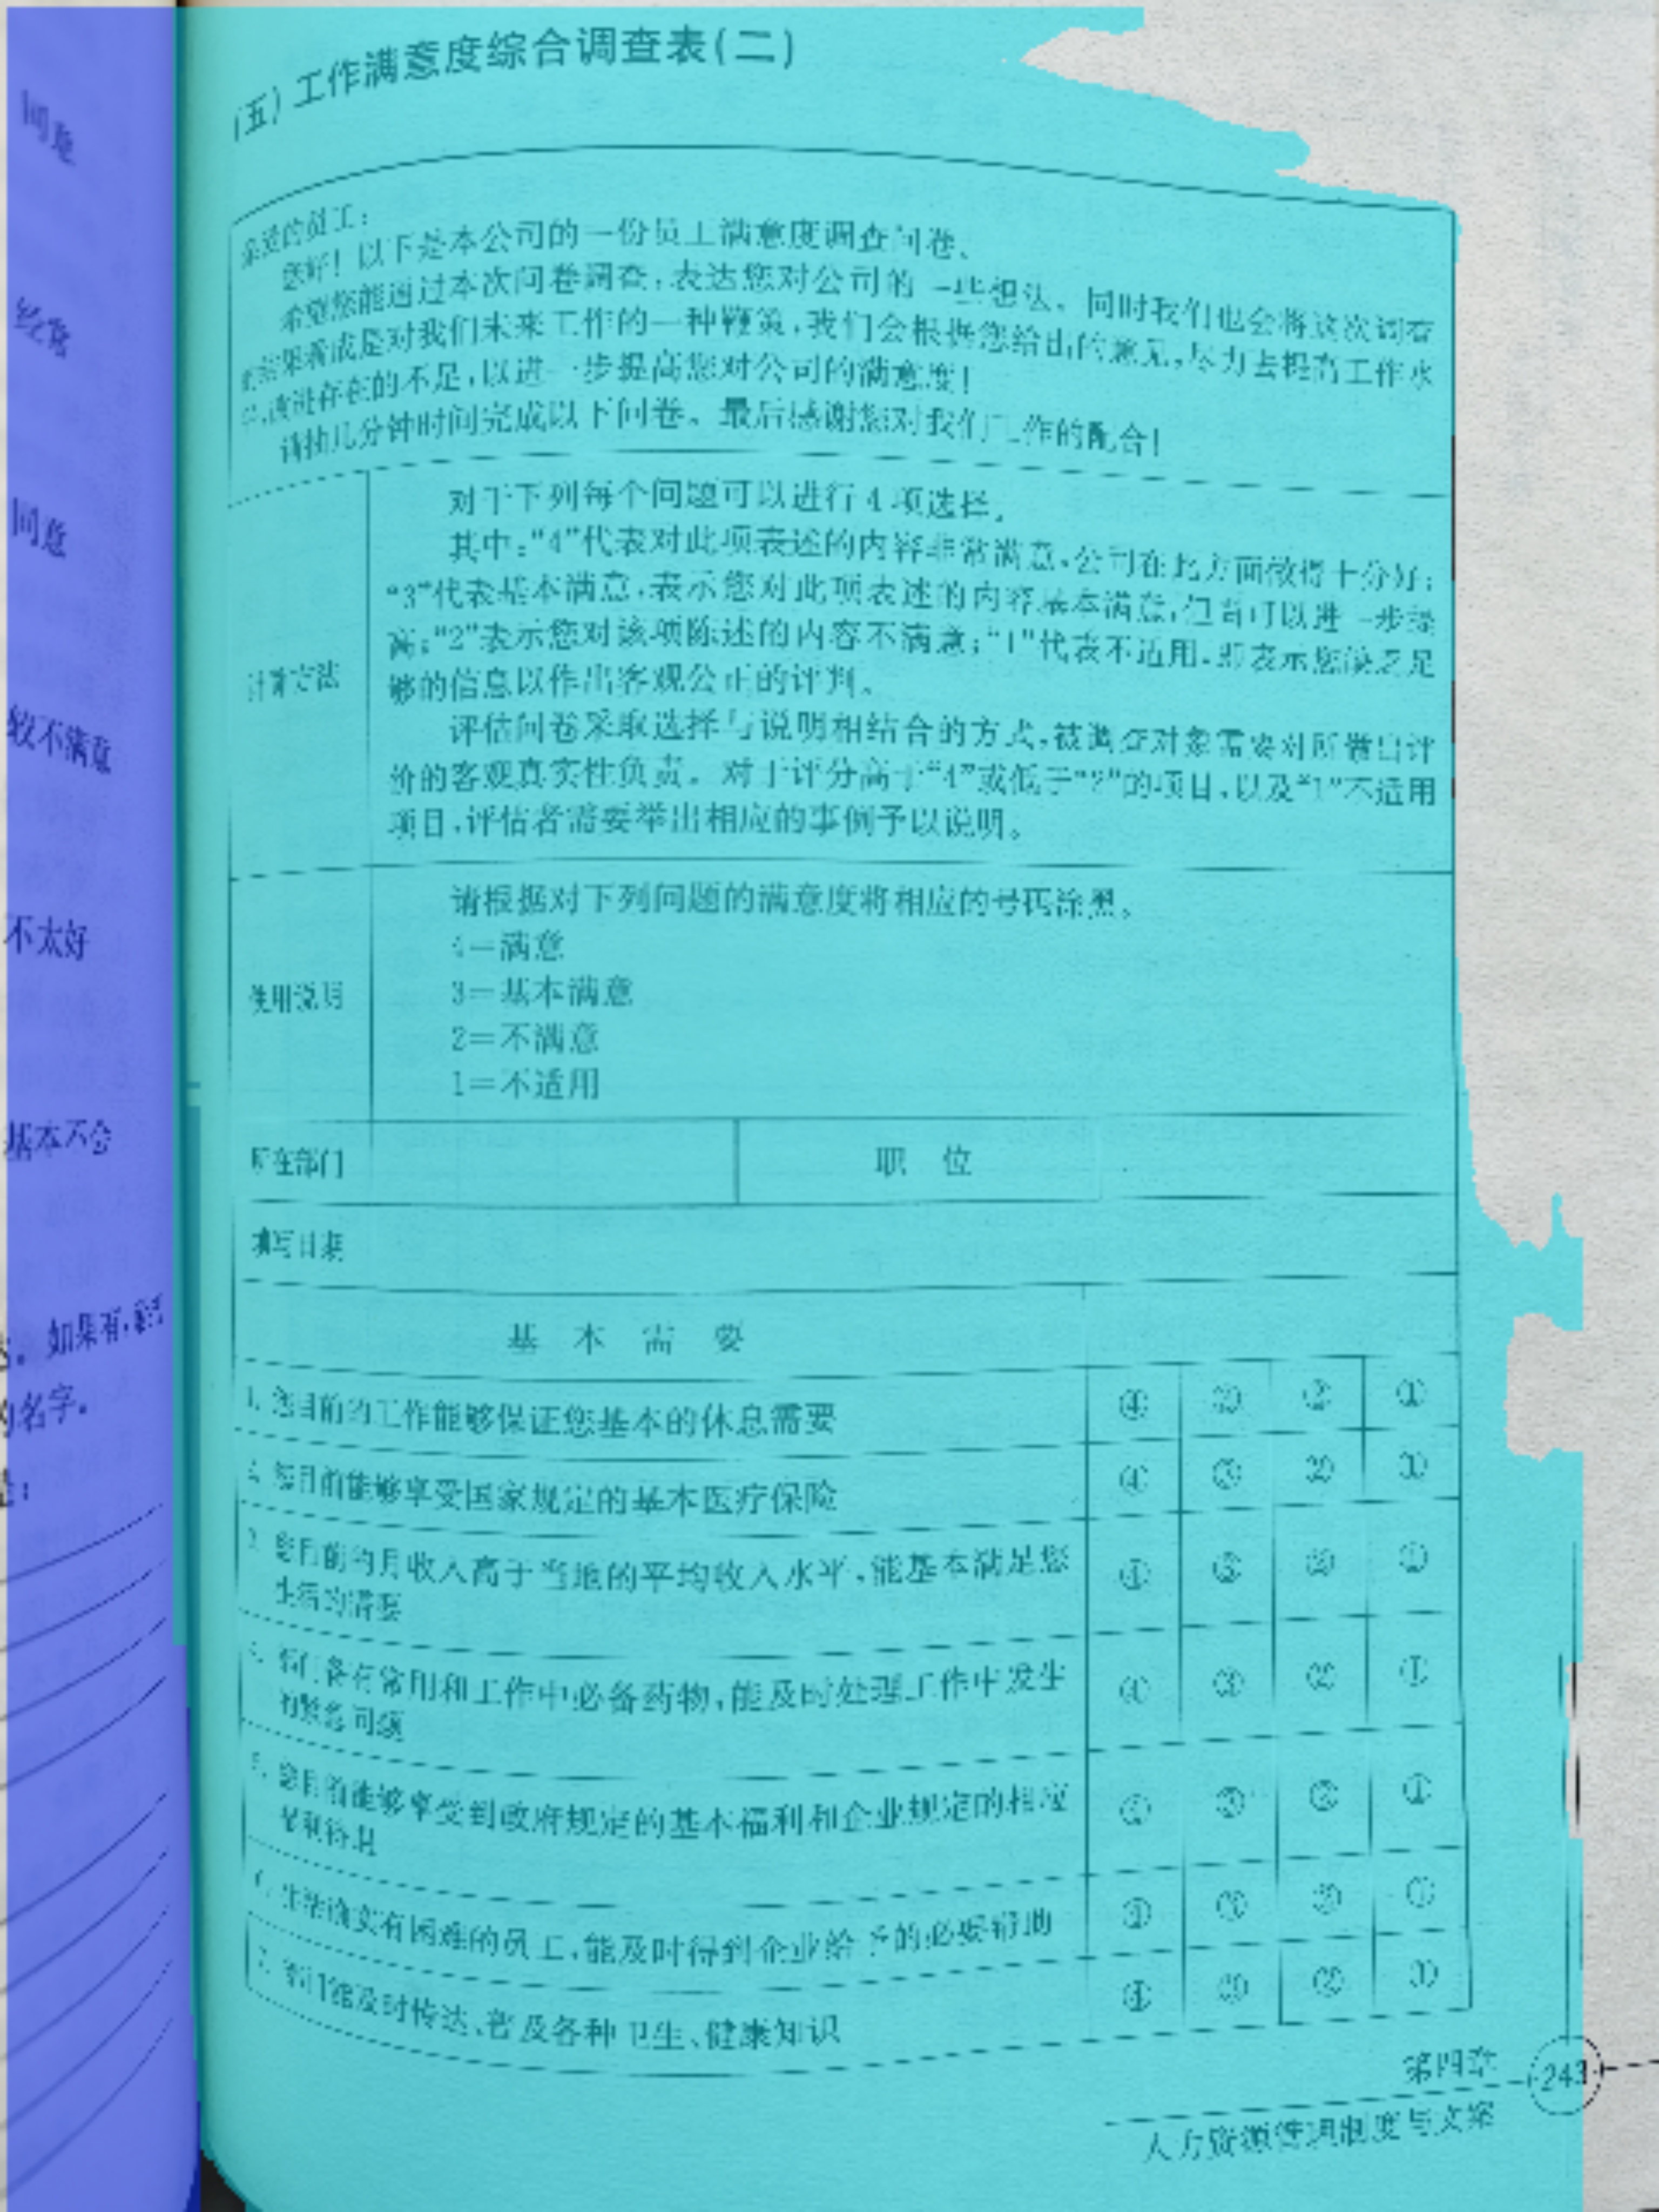 同意
经常
同意
较不满意
不太好
基本不会
如果有,
的名字。
(五)工作满意度综合调查表(二)
亲爱的员工:
您好!以下是本公司的一份员工满意度调查问卷。
希望您能通过本次问卷调查,表达您对公司的一些想法。同时我们也会将这次调查
的结果看成是对我们未来工作的一种鞭策,我们会根据您给出的意见,尽力去提高工作水
平,改进存在的不足,以进一步提高您对公司的满意度!
请抽几分钟时间完成以下问卷。最后感谢您对我们工作的配合!
计算方法
对于下列每个问题可以进行4项选择。
其中:“4”代表对此项表述的内容非常满意,公司在此方面做得十分好;
“3”代表基本满意,表示您对此项表述的内容基本满意,但尚可以进一步提
高;“2”表示您对该项陈述的内容不满意;“1”代表不适用,即表示您缺乏足
够的信息以作出客观公正的评判。
评估问卷采取选择与说明相结合的方式,被调查对象需要对所做出评
价的客观真实性负责。对于评分高于“4”或低于“2”的项目,以及“1”不适用
项目,评估者需要举出相应的事例予以说明。
使用说明
请根据对下列问题的满意度将相应的号码涂黑。
4=满意
3=基本满意
2=不满意
1=不适用
所在部门 职 位
填写日期
基 本 需 要
1. 您目前的工作能够保证您基本的休息需要 ④ ③ ② ①
2. 您目前能够享受国家规定的基本医疗保险 ④ ③ ② ①
3. 您目前的月收入高于当地的平均收入水平,能基本满足您
生活的需要 ④ ③ ② ①
4. 部门备有常用和工作中必备药物,能及时处理工作中发生
的紧急问题 ④ ③ ② ①
5. 您目前能够享受到政府规定的基本福利和企业规定的相应
福利待遇 ④ ③ ② ①
6. 生活确实有困难的员工,能及时得到企业给予的必要帮助 ④ ③ ② ①
7. 部门能及时传达、普及各种卫生、健康知识 ④ ③ ② ①
第四章 243
人力资源管理制度与文案